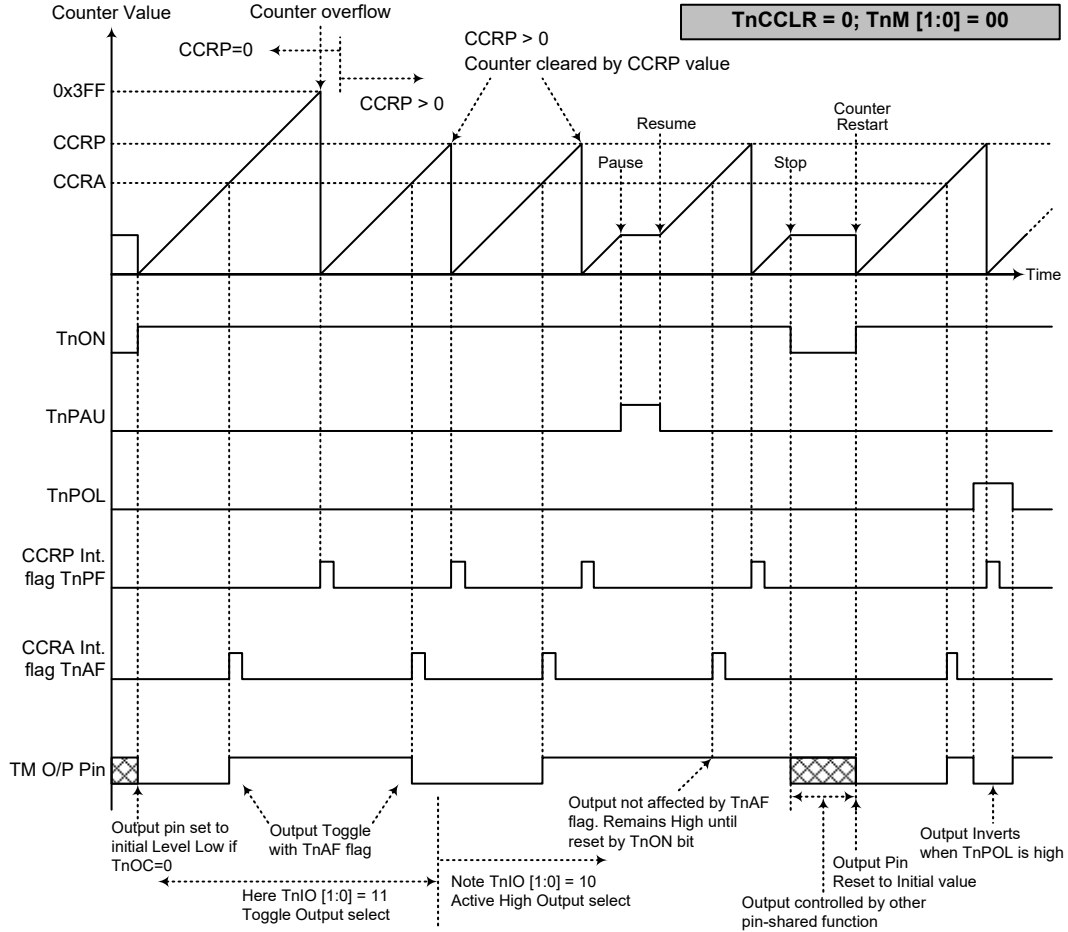 Counter Value
Counter overflow
TnCCLR = 0; TnM [1:0] = 00
CCRP=0
CCRP > 0
CCRP > 0
Counter cleared by CCRP value
0x3FF
CCRP
CCRA
Pause
Resume
Stop
Counter
Restart
Time
TnON
TnPAU
TnPOL
CCRP Int.
flag TnPF
CCRA Int.
flag TnAF
TM O/P Pin
Output pin set to
initial Level Low if
TnOC=0
Output Toggle
with TnAF flag
Here TnIO [1:0] = 11
Toggle Output select
Note TnIO [1:0] = 10
Active High Output select
Output not affected by TnAF
flag. Remains High until
reset by TnON bit
Output controlled by other
pin-shared function
Output Pin
Reset to Initial value
Output Inverts
when TnPOL is high